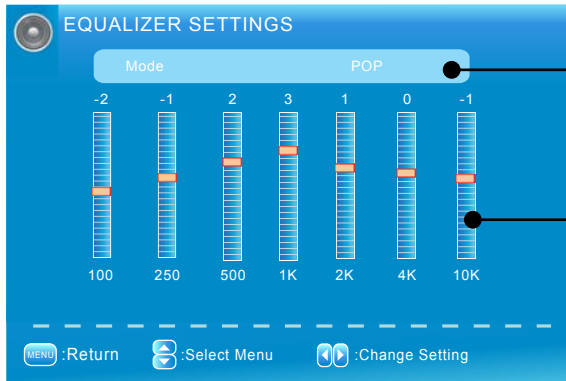 EQUALIZER SETTINGS
Mode POP
-2 -1 2 3 1 0 -1
100 250 500 1K 2K 4K 10K
MENU :Return :Select Menu :Change Setting